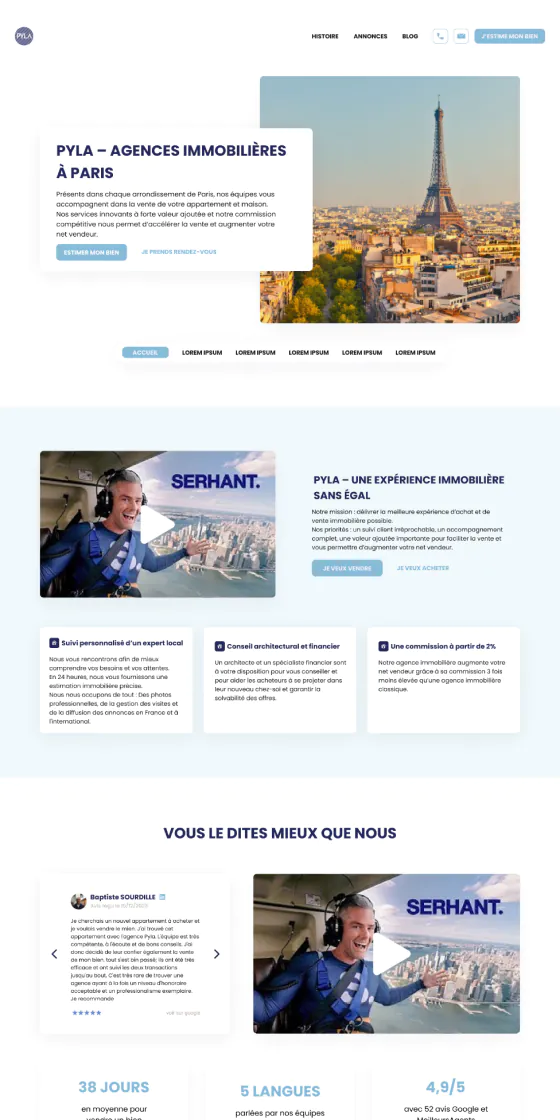 PYLA
HISTOIRE
ANNONCES
BLOG
J'ESTIME MON BIEN
PYLA – AGENCES IMMOBILIÈRES
À PARIS
Présents dans chaque arrondissement de Paris, nos équipes vous
accompagnent dans la vente de votre appartement et maison.
Nos services innovants à forte valeur ajoutée et notre commission
compétitive nous permet d'accélérer la vente et augmenter votre
net vendeur.
ESTIMER MON BIEN
JE PRENDS RENDEZ-VOUS
ACCUEIL
LOREM IPSUM
LOREM IPSUM
LOREM IPSUM
LOREM IPSUM
LOREM IPSUM
SERHANT.
PYLA – UNE EXPÉRIENCE IMMOBILIÈRE
SANS ÉGAL
Notre mission : délivrer la meilleure expérience d'achat et de
vente immobilière possible.
Nos priorités : un suivi client irréprochable, un accompagnement
complet, une valeur ajoutée importante pour faciliter la vente et
vous permettre d'augmenter votre net vendeur.
JE VEUX VENDRE
JE VEUX ACHETER
Suivi personnalisé d'un expert local
Nous vous rencontrons afin de mieux
comprendre vos besoins et vos attentes.
En 24 heures, nous vous fournissons une
estimation immobilière précise.
Nous nous occupons de tout : Des photos
professionnelles, de la gestion des visites et
de la diffusion des annonces en France et à
l'international.
Conseil architectural et financier
Un architecte et un spécialiste financier sont
à votre disposition pour vous conseiller et
pour aider les acheteurs à se projeter dans
leur nouveau chez-soi et garantir la
solvabilité des offres.
Une commission à partir de 2%
Notre agence immobilière augmente votre
net vendeur grâce à sa commission 3 fois
moins élevée qu'une agence immobilière
classique.
VOUS LE DITES MIEUX QUE NOUS
Baptiste SOURDILLE
Je cherchais un nouvel appartement à acheter et
je voulais vendre le mien. J'ai trouvé cet
appartement avec l'agence Pyla. L'équipe est très
compétente, à l'écoute et de bons conseils. J'ai
donc décidé de leur confier également la vente
de mon bien, tout s'est bien passé; ils ont été très
efficace et ont suivi les deux transactions
jusqu'au bout. C'est rare de trouver une
agence ayant à la fois un niveau d'honoraire
acceptable et un professionalisme exemplaire.
Je recommande
voir sur google
SERHANT.
38 JOURS
en moyenne pour
vendre un bien
5 LANGUES
parlées par nos équipes
4,9/5
avec 52 avis Google et
MeilleursAgents